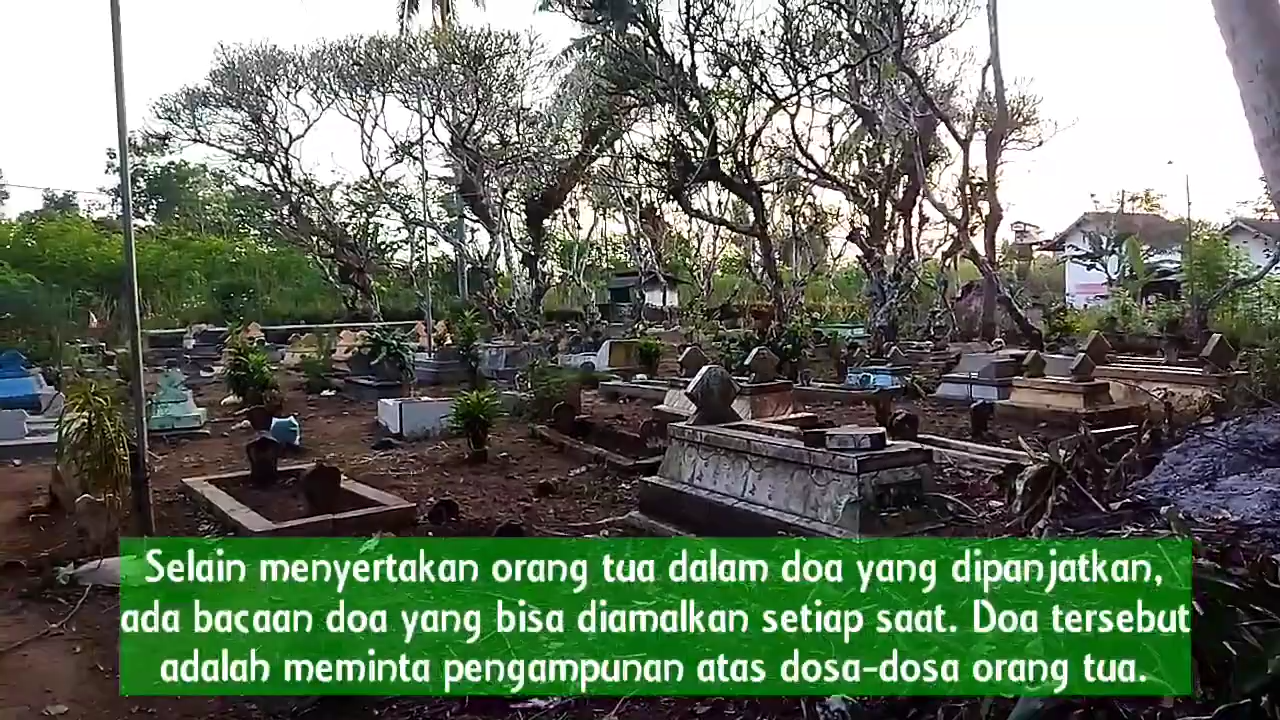 Selain menyertakan orang tua dalam doa yang dipanjatkan,
ada bacaan doa yang bisa diamalkan setiap saat. Doa tersebut
adalah meminta pengampunan atas dosa-dosa orang tua.